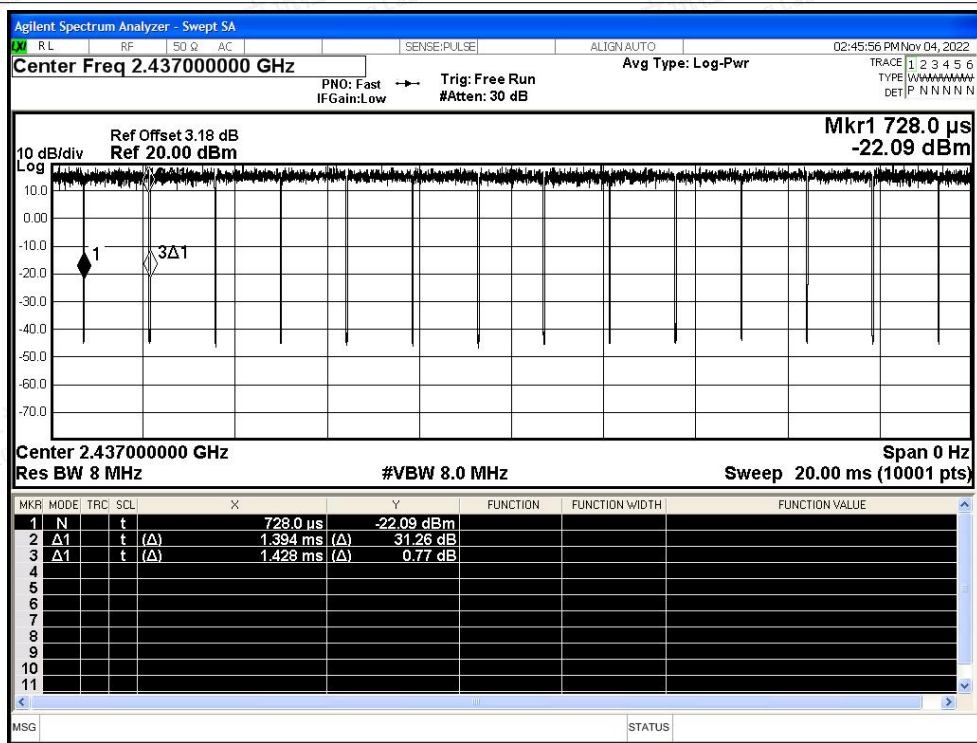 Agilent Spectrum Analyzer - Swept SA
LXI RL RF 50 Ω AC SENSE:PULSE ALIGN AUTO 02:45:56 PM Nov 04, 2022
Center Freq 2.437000000 GHz
PNO: Fast
IFGain:Low
Trig: Free Run
#Atten: 30 dB
Avg Type: Log-Pwr
TRACE 1 2 3 4 5 6
TYPE WWWWWWW
DET P N N N N N
Mkr1 728.0 µs
-22.09 dBm
Ref Offset 3.18 dB
10 dB/div Ref 20.00 dBm
Log
10.0
0.00
-10.0
1
3Δ1
-20.0
-30.0
-40.0
-50.0
-60.0
-70.0
Center 2.437000000 GHz Span 0 Hz
Res BW 8 MHz #VBW 8.0 MHz Sweep 20.00 ms (10001 pts)
MKR MODE TRC SCL X Y FUNCTION FUNCTION WIDTH FUNCTION VALUE
1 N t 728.0 µs -22.09 dBm
2 Δ1 t (Δ) 1.394 ms (Δ) 31.26 dB
3 Δ1 t (Δ) 1.428 ms (Δ) 0.77 dB
4
5
6
7
8
9
10
11
MSG STATUS